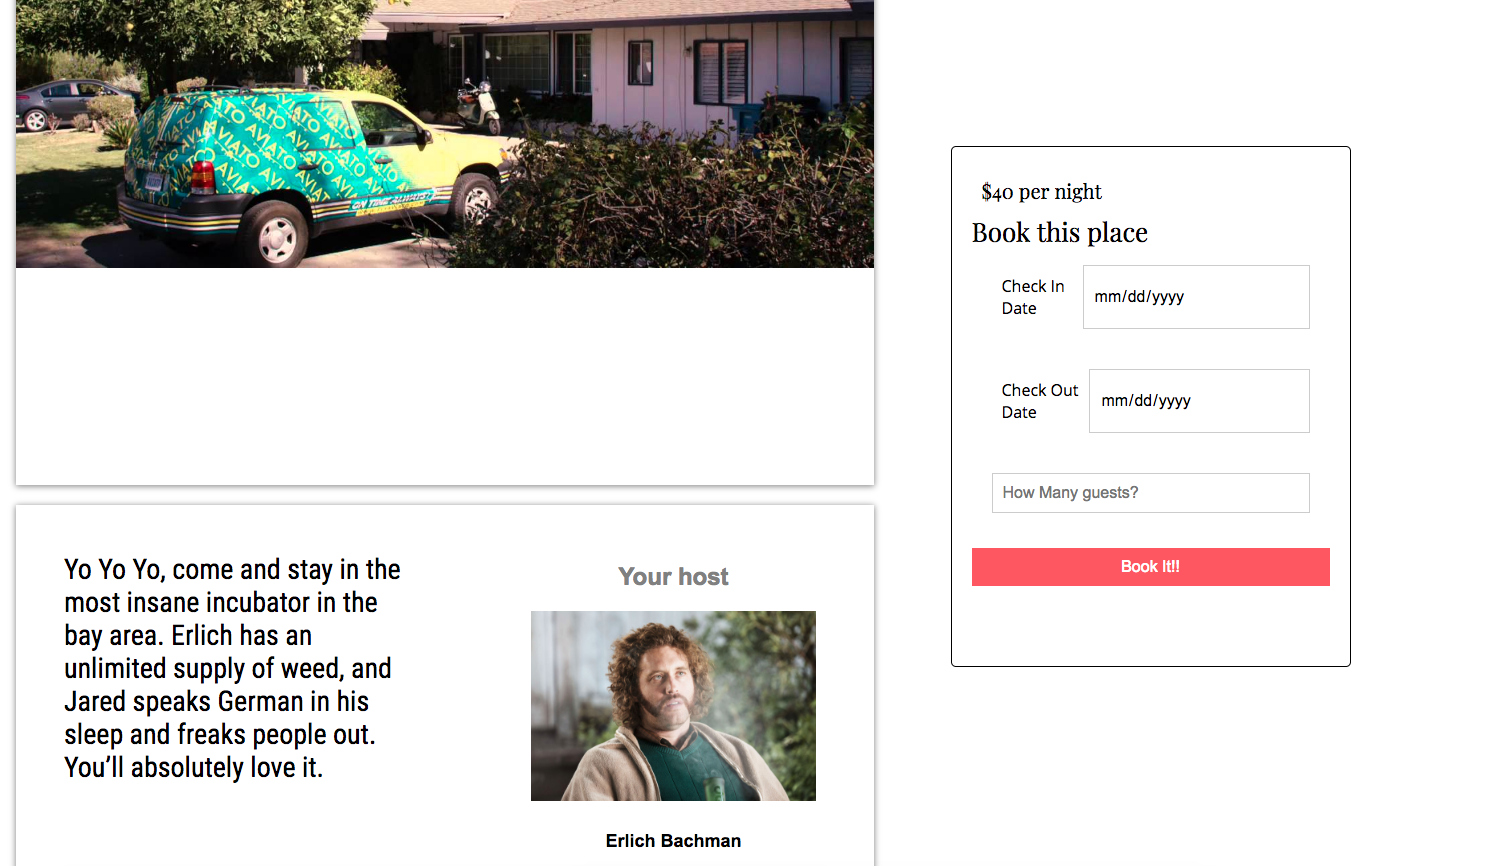 AVIATO AVIATO AVIATO
ON TIME ALWAYS
$40 per night
Book this place
Check In
Date
mm/dd/yyyy
Check Out
Date
mm/dd/yyyy
How Many guests?
Book It!!
Yo Yo Yo, come and stay in the
most insane incubator in the
bay area. Erlich has an
unlimited supply of weed, and
Jared speaks German in his
sleep and freaks people out.
You’ll absolutely love it.
Your host
Erlich Bachman